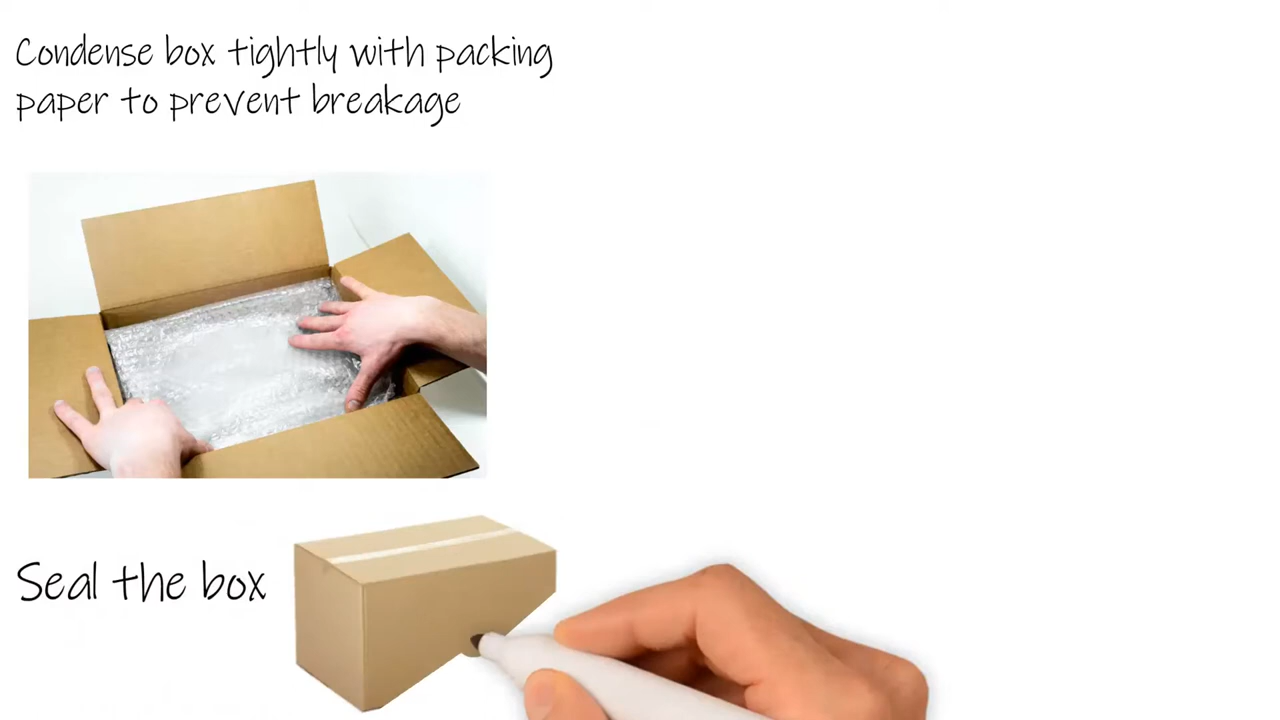 Condense box tightly with packing
paper to prevent breakage
Seal the box